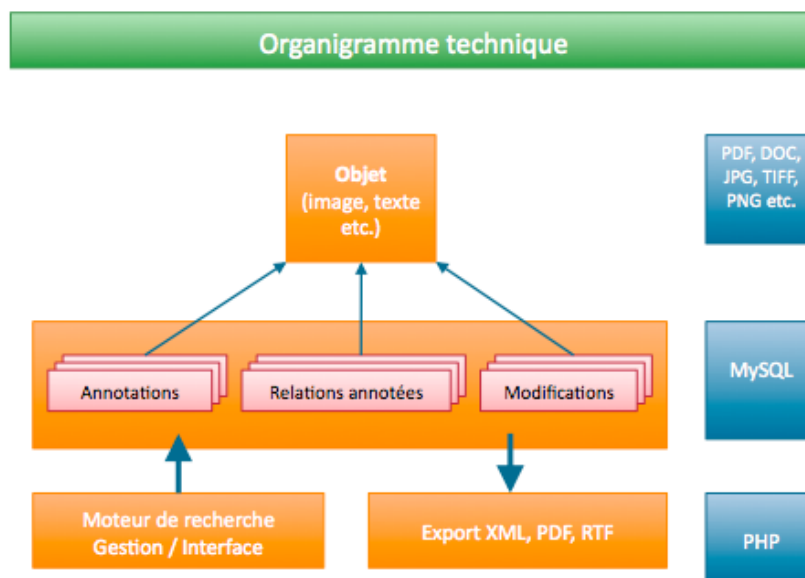 Organigramme technique
Objet
(image, texte
etc.)
PDF, DOC,
JPG, TIFF,
PNG etc.
Annotations
Relations annotées
Modifications
MySQL
Moteur de recherche
Gestion / Interface
Export XML, PDF, RTF
PHP